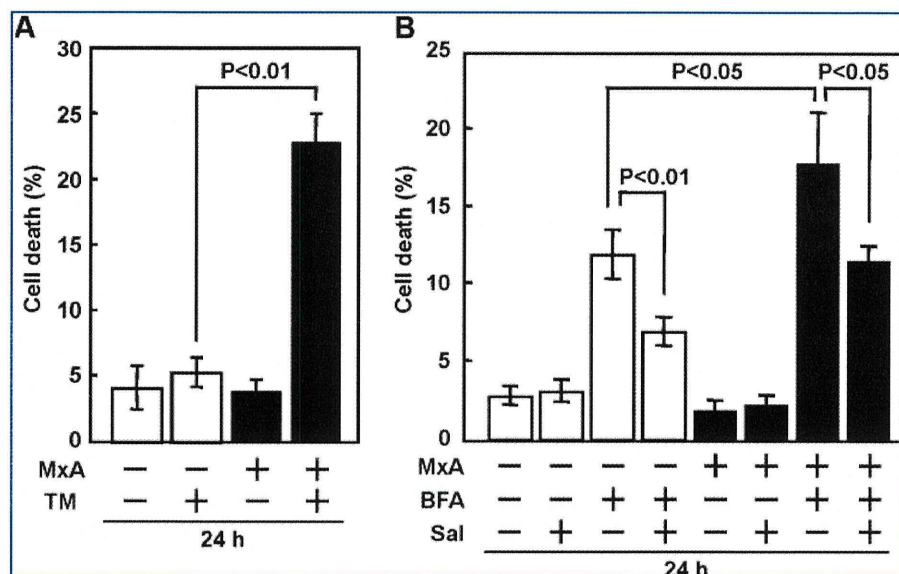 A
B
30
25
20
15
10
5
0
Cell death (%)
P<0.01
MxA – – + +
TM – + – +
24 h
25
20
15
10
5
0
Cell death (%)
P<0.05
P<0.05
P<0.01
MxA – – – – + + + +
BFA – – + + – – + +
Sal – + – + – + – +
24 h